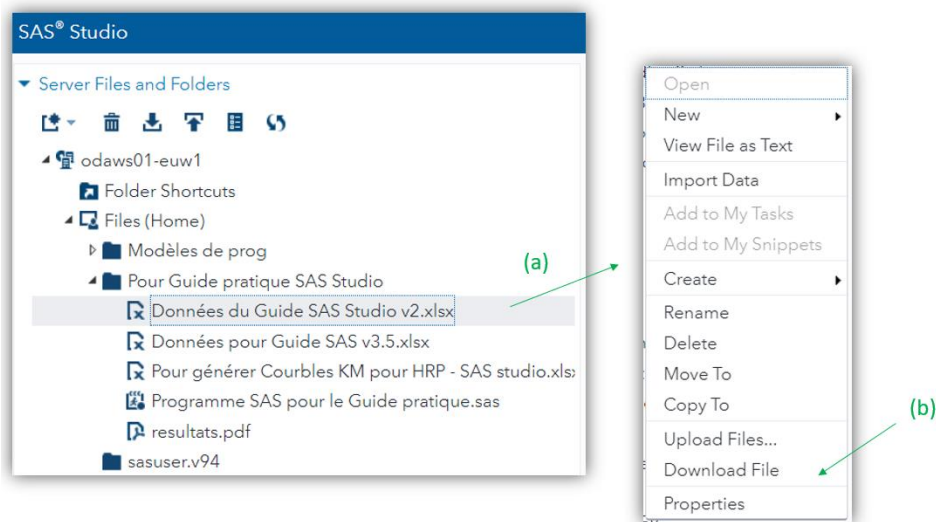 SAS® Studio
Server Files and Folders
odaws01-euw1
Folder Shortcuts
Files (Home)
Modèles de prog
Pour Guide pratique SAS Studio
Données du Guide SAS Studio v2.xlsx
Données pour Guide SAS v3.5.xlsx
Pour générer Courbles KM pour HRP - SAS studio.xls
Programme SAS pour le Guide pratique.sas
resultats.pdf
sasuser.v94
(a)
Open
New
View File as Text
Import Data
Add to My Tasks
Add to My Snippets
Create
Rename
Delete
Move To
Copy To
Upload Files...
Download File
Properties
(b)